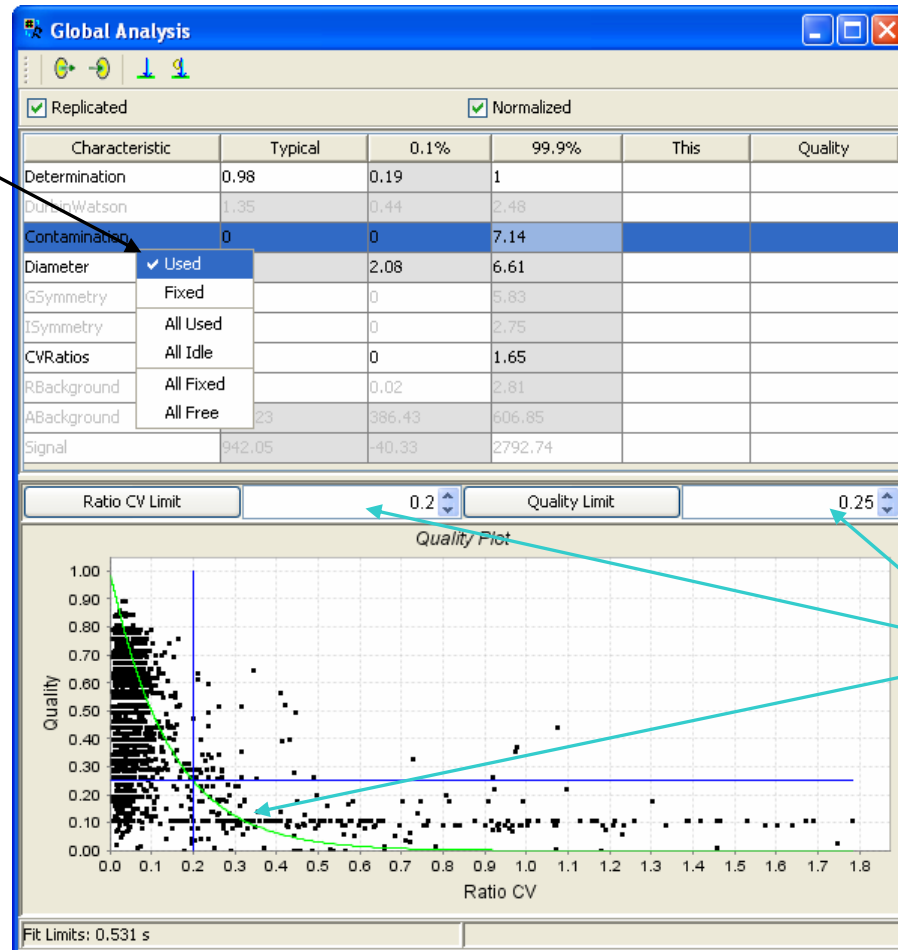 Global Analysis
Replicated Normalized
Characteristic Typical 0.1% 99.9% This Quality
Determination 0.98 0.19 1
DurbinWatson 1.35 0.44 2.48
Contamination 0 0 7.14
Diameter 2.08 6.61
GSymmetry 0 5.83
ISymmetry 0 2.75
CVRatios 0 1.65
RBackground 0.02 2.81
ABackground 23 386.43 606.85
Signal 942.05 -40.33 2792.74
Used
Fixed
All Used
All Idle
All Fixed
All Free
Ratio CV Limit 0.2 Quality Limit 0.25
Quality Plot
1.00
0.90
0.80
0.70
0.60
0.50
0.40
0.30
0.20
0.10
0.00
Quality
0.0 0.1 0.2 0.3 0.4 0.5 0.6 0.7 0.8 0.9 1.0 1.1 1.2 1.3 1.4 1.5 1.6 1.7 1.8
Ratio CV
Fit Limits: 0.531 s